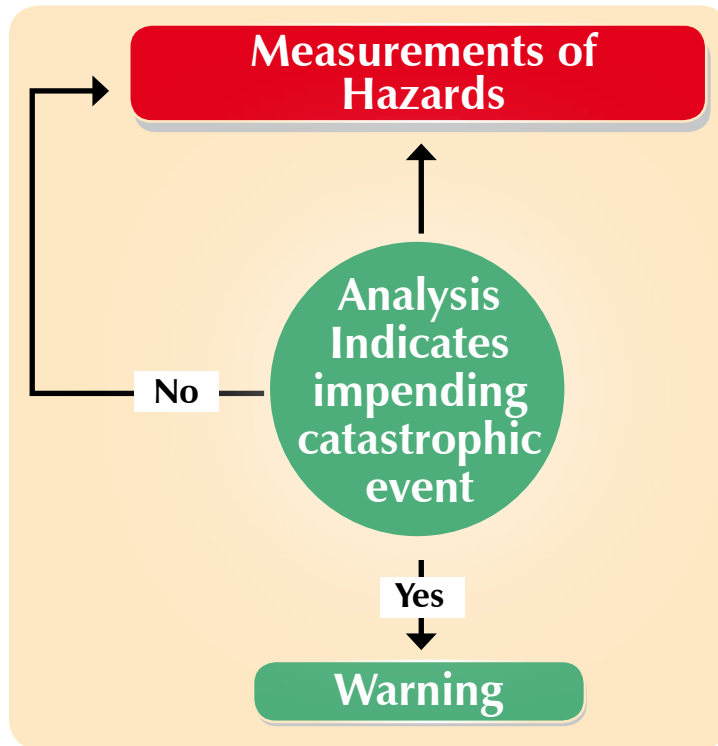 Measurements of
Hazards
Analysis
Indicates
impending
catastrophic
event
No
Yes
Warning